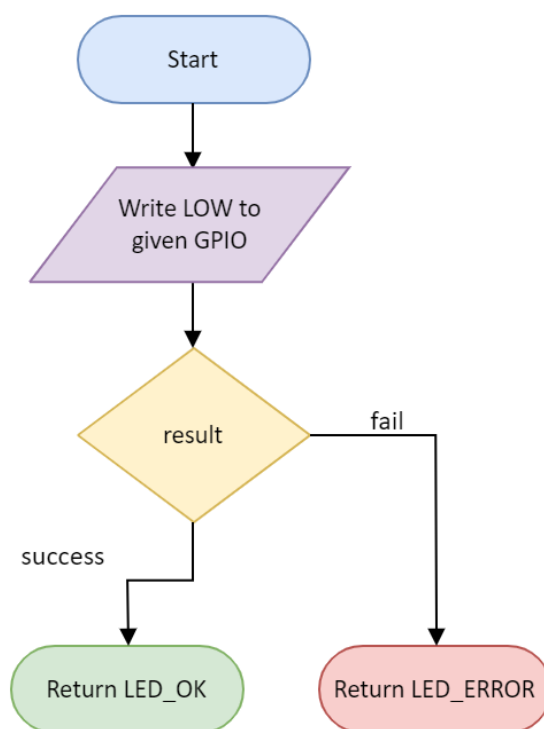 Start
Write LOW to
given GPIO
result
fail
success
Return LED_OK
Return LED_ERROR